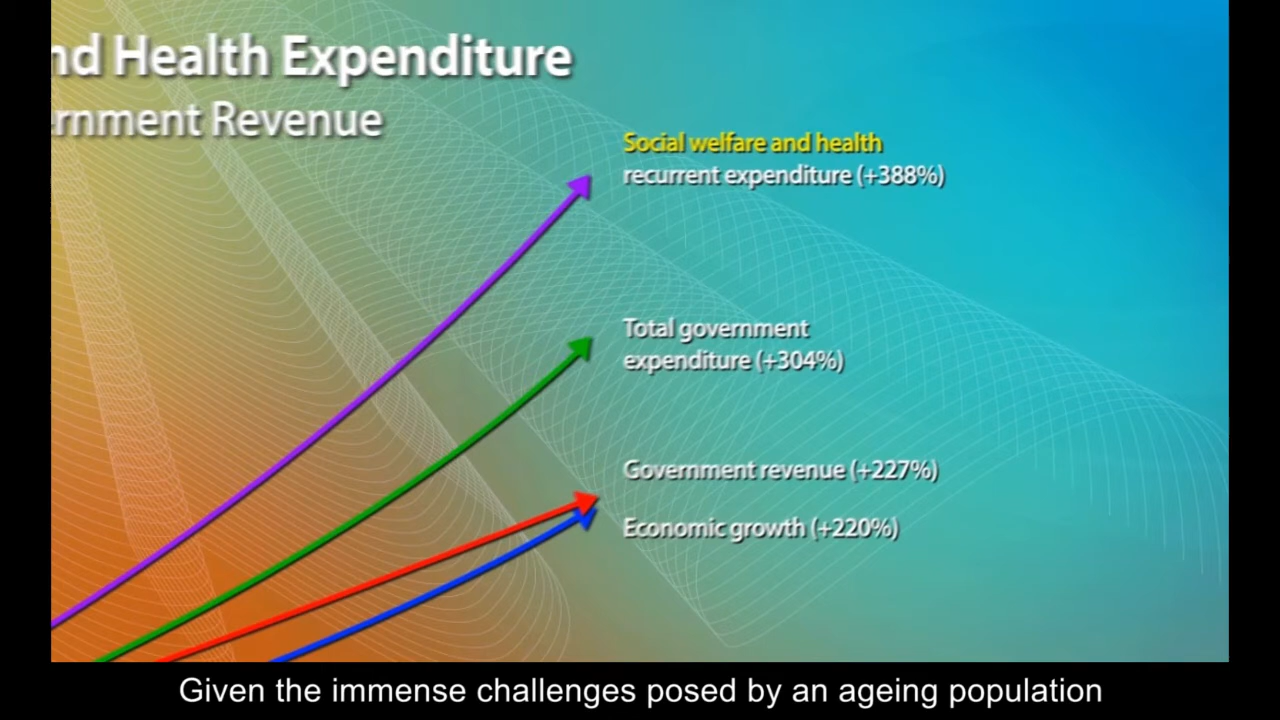 nd Health Expenditure
rnment Revenue
Social welfare and health
recurrent expenditure (+388%)
Total government
expenditure (+304%)
Government revenue (+227%)
Economic growth (+220%)
Given the immense challenges posed by an ageing population